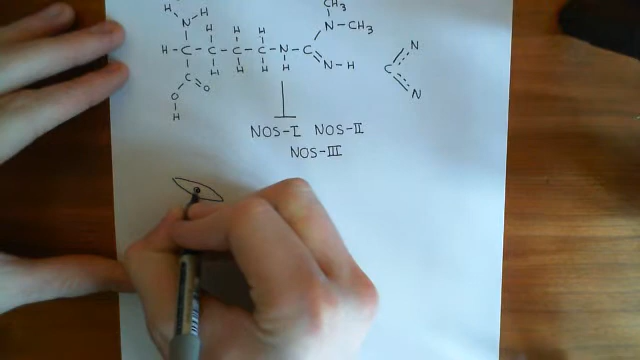 CH₃
H H
N N-CH₃
H H H H
H-C-C-C-C-N-C N-H
H H H H
C O
O
H
N
C
N
NOS-I NOS-II
NOS-III